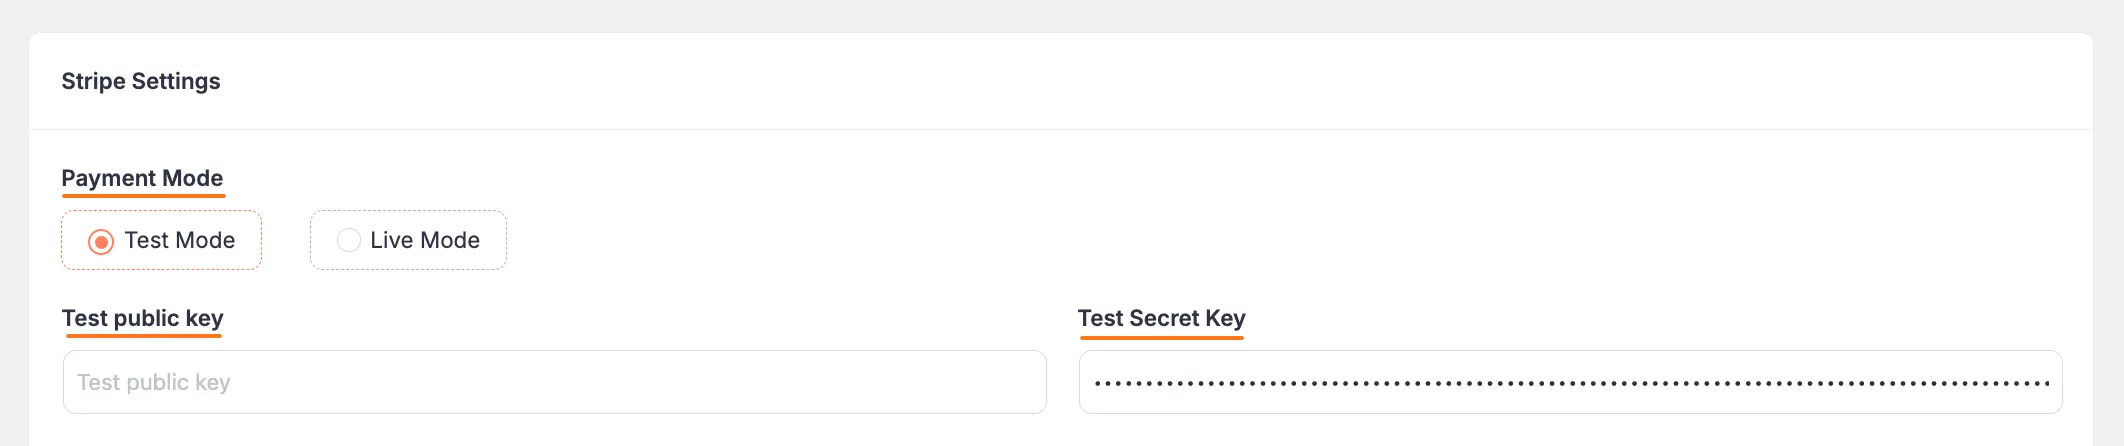 Stripe Settings
Payment Mode
Test Mode
Live Mode
Test public key
Test Secret Key
Test public key